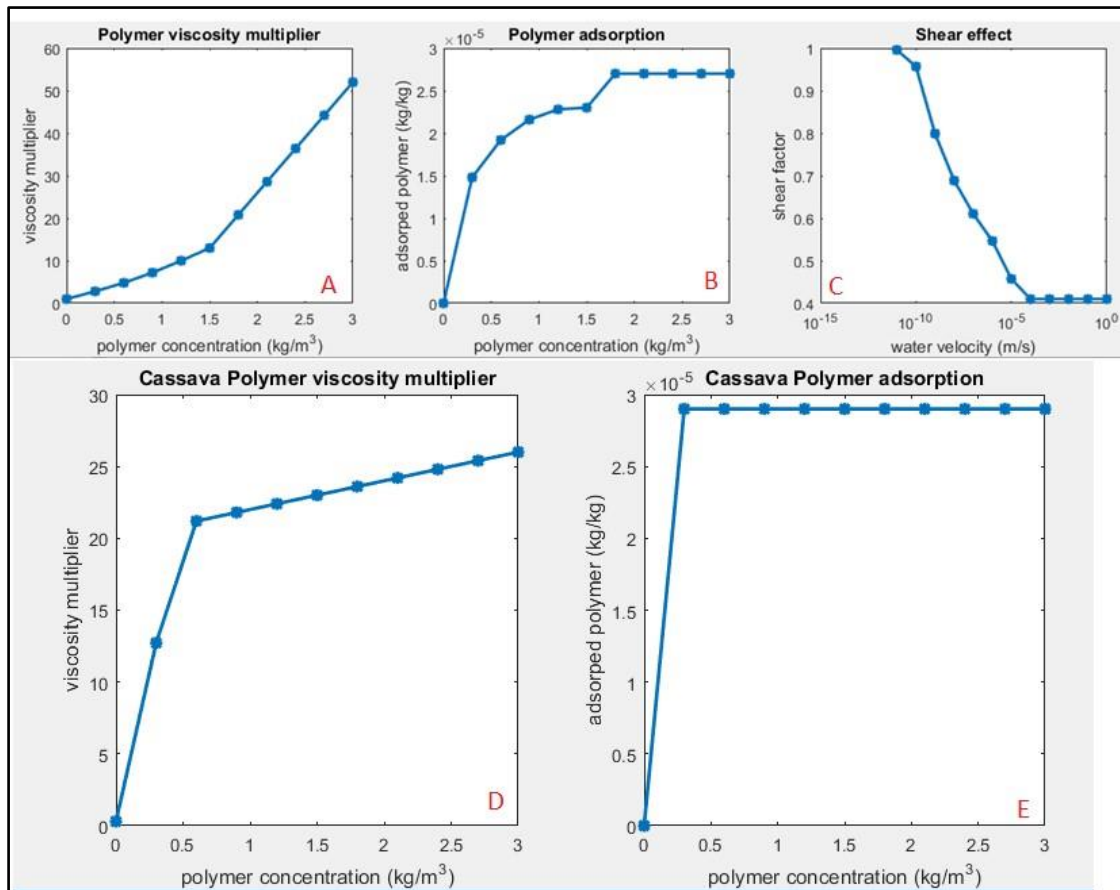 Polymer viscosity multiplier
60
50
40
30
20
10
0
viscosity multiplier
0 0.5 1 1.5 2 2.5 3
polymer concentration (kg/m³)
A
Polymer adsorption
× 10⁻⁵
3
2.5
2
1.5
1
0.5
0
adsorped polymer (kg/kg)
0 0.5 1 1.5 2 2.5 3
polymer concentration (kg/m³)
B
Shear effect
1
0.9
0.8
0.7
0.6
0.5
0.4
shear factor
10⁻¹⁵ 10⁻¹⁰ 10⁻⁵ 10⁰
water velocity (m/s)
C
Cassava Polymer viscosity multiplier
30
25
20
15
10
5
0
viscosity multiplier
0 0.5 1 1.5 2 2.5 3
polymer concentration (kg/m³)
D
Cassava Polymer adsorption
× 10⁻⁵
3
2.5
2
1.5
1
0.5
0
adsorped polymer (kg/kg)
0 0.5 1 1.5 2 2.5 3
polymer concentration (kg/m³)
E